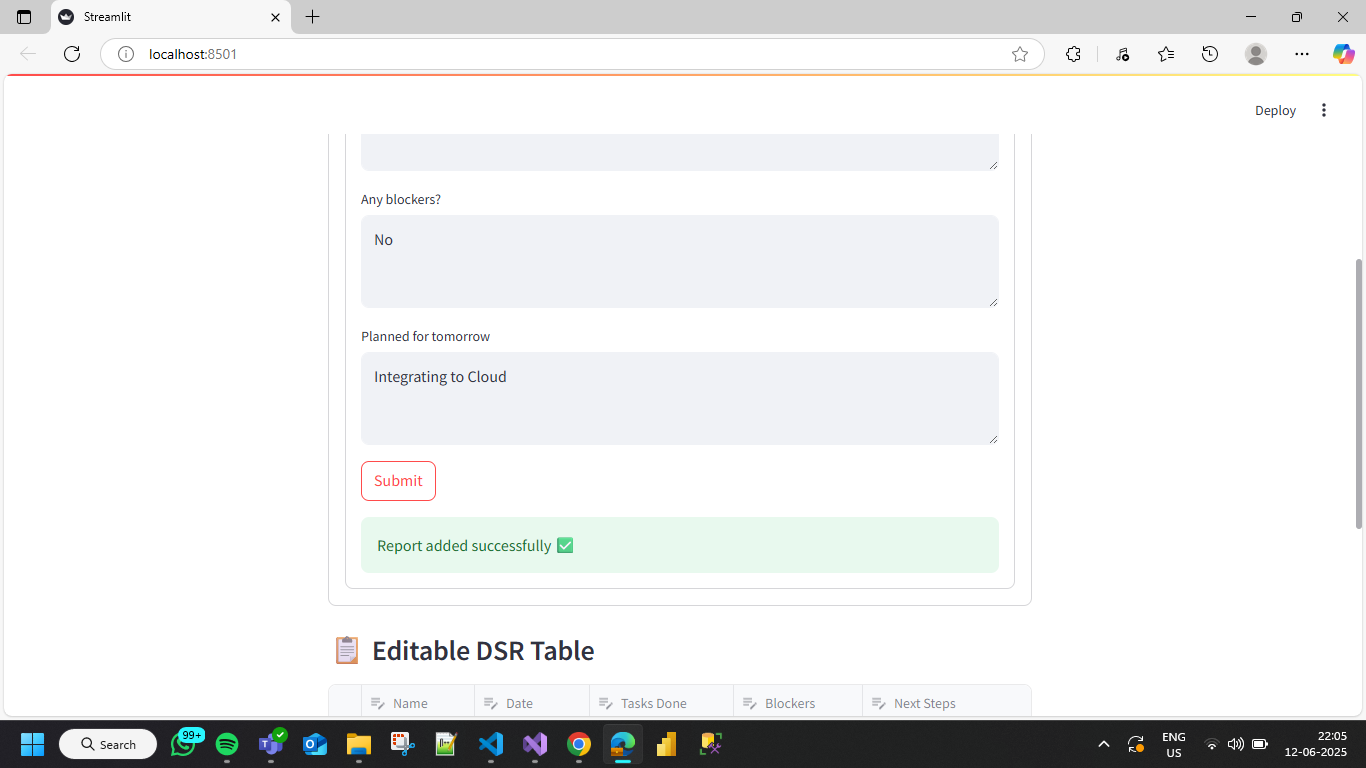 Streamlit
localhost:8501
Deploy
Any blockers?
No
Planned for tomorrow
Integrating to Cloud
Submit
Report added successfully ✅
📋 Editable DSR Table
Name Date Tasks Done Blockers Next Steps
Search
99+
ENG
US
22:05
12-06-2025